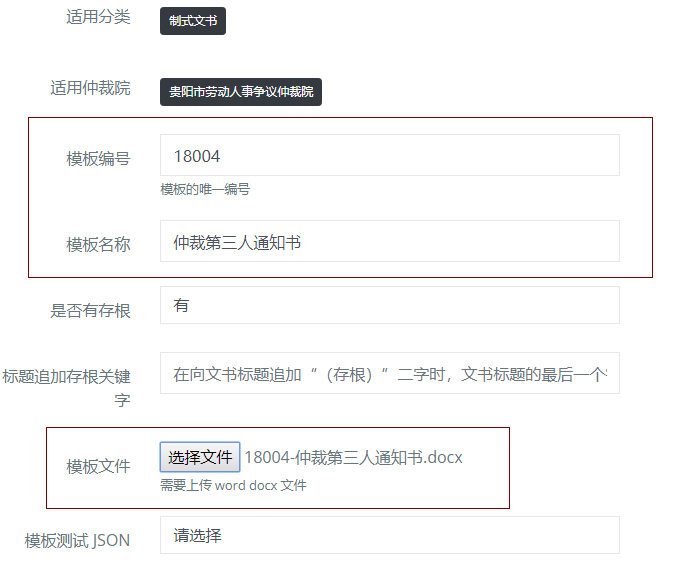 适用分类 制式文书
适用仲裁院 贵阳市劳动人事争议仲裁院
模板编号 18004
模板的唯一编号
模板名称 仲裁第三人通知书
是否有存根 有
标题追加存根关键 在向文书标题追加“（存根）”二字时，文书标题的最后一个
字
模板文件 选择文件 18004-仲裁第三人通知书.docx
需要上传 word docx 文件
模板测试 JSON 请选择